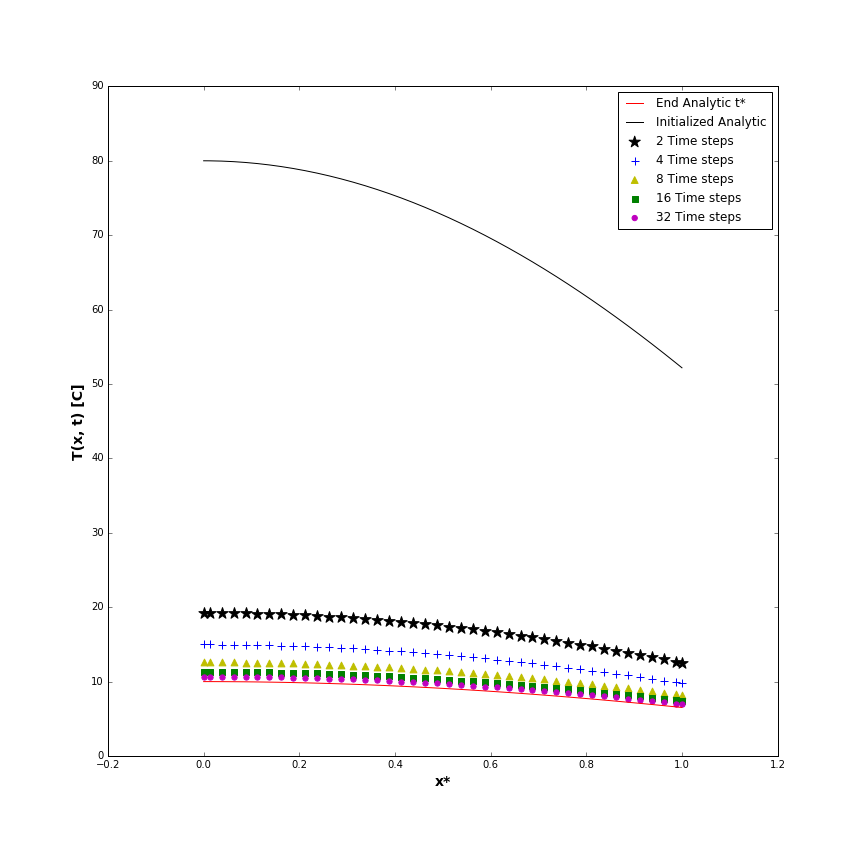 90
80
70
60
50
40
30
20
10
0
T(x, t) [C]
−0.2
0.0
0.2
0.4
0.6
0.8
1.0
1.2
x*
End Analytic t*
Initialized Analytic
2 Time steps
4 Time steps
8 Time steps
16 Time steps
32 Time steps